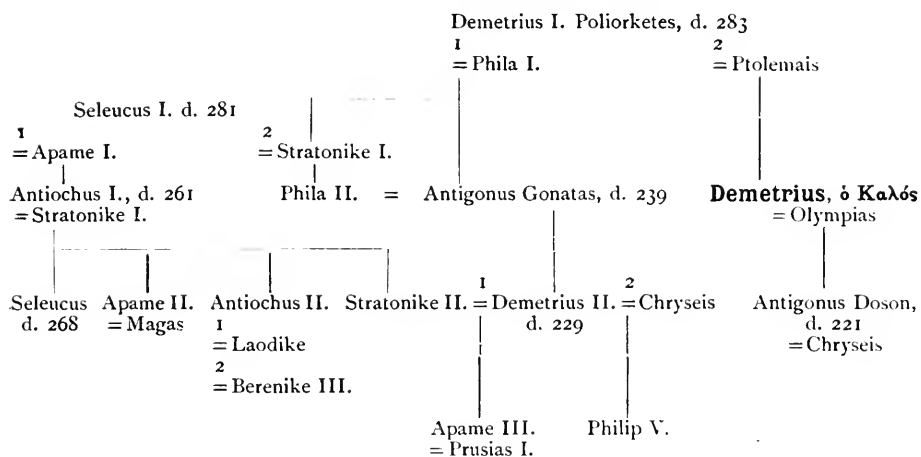 Demetrius I. Poliorketes, d. 283
1 2
= Phila I. = Ptolemais
Seleucus I. d. 281
1 2
= Apame I. = Stratonike I.
Antiochus I., d. 261 Phila II. = Antigonus Gonatas, d. 239 Demetrius, ὁ Καλός
= Stratonike I. = Olympias
1 2
Seleucus Apame II. Antiochus II. Stratonike II. = Demetrius II. = Chryseis Antigonus Doson,
d. 268 = Magas 1 d. 229 d. 221
= Laodike = Chryseis
2
= Berenike III.
Apame III. Philip V.
= Prusias I.